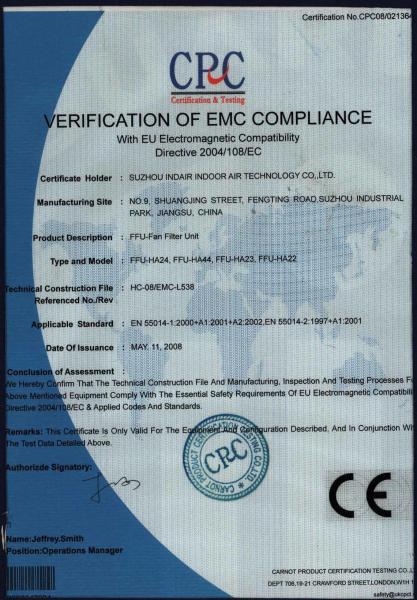 Certification No.CPC08/021364
CPC
Certification & Testing
VERIFICATION OF EMC COMPLIANCE
With EU Electromagnetic Compatibility
Directive 2004/108/EC
Certificate Holder : SUZHOU INDAIR INDOOR AIR TECHNOLOGY CO.,LTD.
Manufacturing Site : NO.9, SHUANGJING STREET, FENGTING ROAD,SUZHOU INDUSTRIAL
PARK, JIANGSU, CHINA
Product Description : FFU-Fan Filter Unit
Type and Model : FFU-HA24, FFU-HA44, FFU-HA23, FFU-HA22
Technical Construction File : HC-08/EMC-L538
Referenced No./Rev
Applicable Standard : EN 55014-1:2000+A1:2001+A2:2002,EN 55014-2:1997+A1:2001
Date Of Issuance : MAY. 11, 2008
Conclusion of Assessment :
We Hereby Confirm That The Technical Construction File And Manufacturing, Inspection And Testing Processes F
Above Mentioned Equipment Comply With The Essential Safety Requirements Of EU Electromagnetic Compatibil
Directive 2004/108/EC & Applied Codes And Standards.
Remarks: This Certificate Is Only Valid For The Equipment And Configuration Described, And In Conjunction Wi
The Test Data Detailed Above.
CARNOT PRODUCT CERTIFICATION TESTING CO.,LTD.
CPC
Authorizde Signatory:
CE
Name:Jeffrey.Smith
Position:Operations Manager
CARNOT PRODUCT CERTIFICATION TESTING CO.,L
DEPT 706,19-21 CRAWFORD STREET,LONDON,W1H 1
safety@ukcpct.